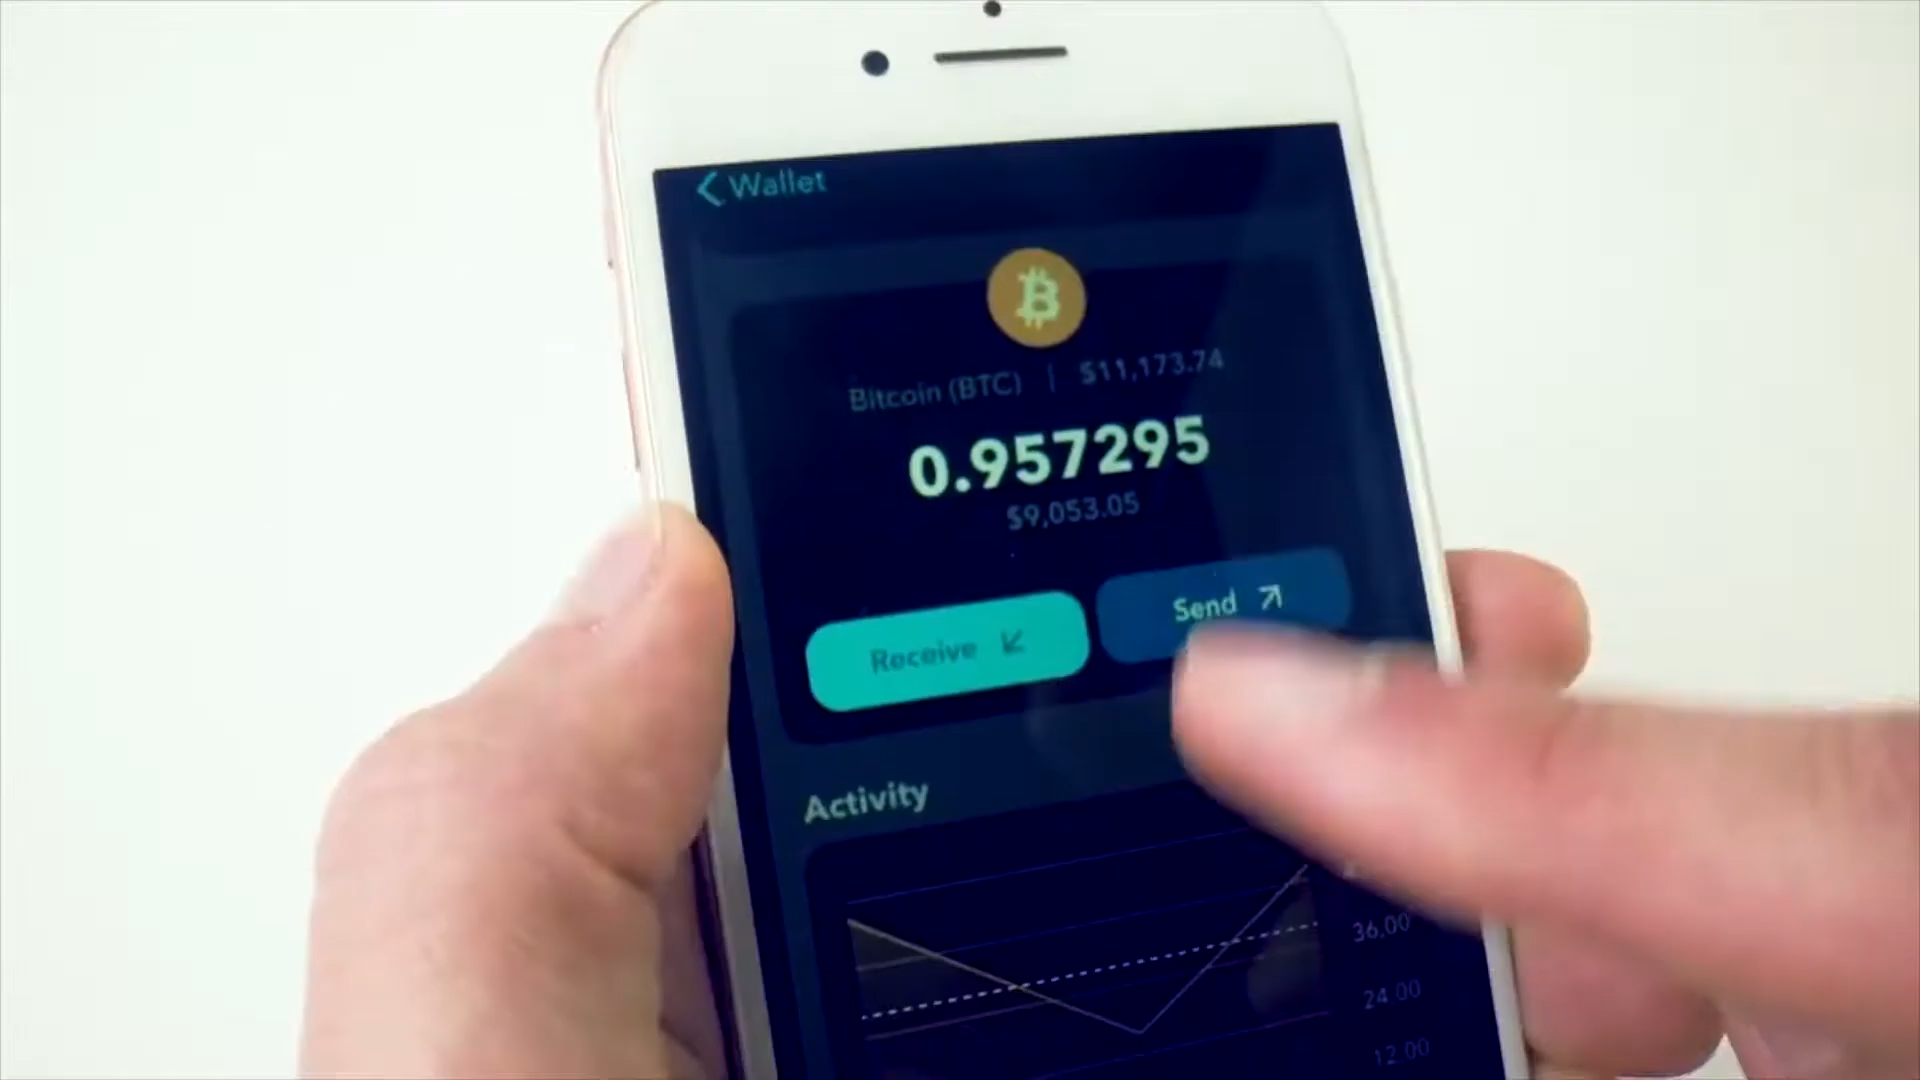 Wallet
Bitcoin (BTC) | $11,173.74
0.957295
$9,053.05
Receive
Send
Activity
36,00
24.00
12.00